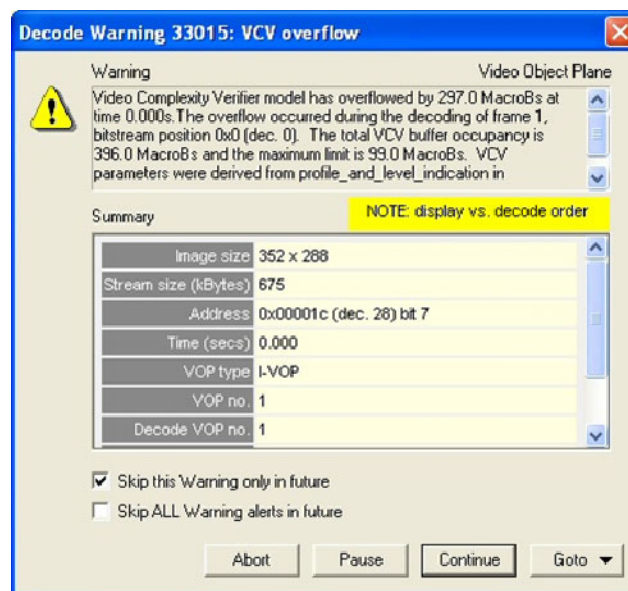 Decode Warning 33015: VCV overflow
Warning Video Object Plane
Video Complexity Verifier model has overflowed by 297.0 MacroBs at
time 0.000s.The overflow occurred during the decoding of frame 1,
bitstream position 0x0 (dec. 0). The total VCV buffer occupancy is
396.0 MacroBs and the maximum limit is 99.0 MacroBs. VCV
parameters were derived from profile_and_level_indication in
Summary NOTE: display vs. decode order
Image size 352 x 288
Stream size (kBytes) 675
Address 0x00001c (dec. 28) bit 7
Time (secs) 0.000
VOP type I-VOP
VOP no. 1
Decode VOP no. 1
Skip this Warning only in future
Skip ALL Warning alerts in future
Abort Pause Continue Goto